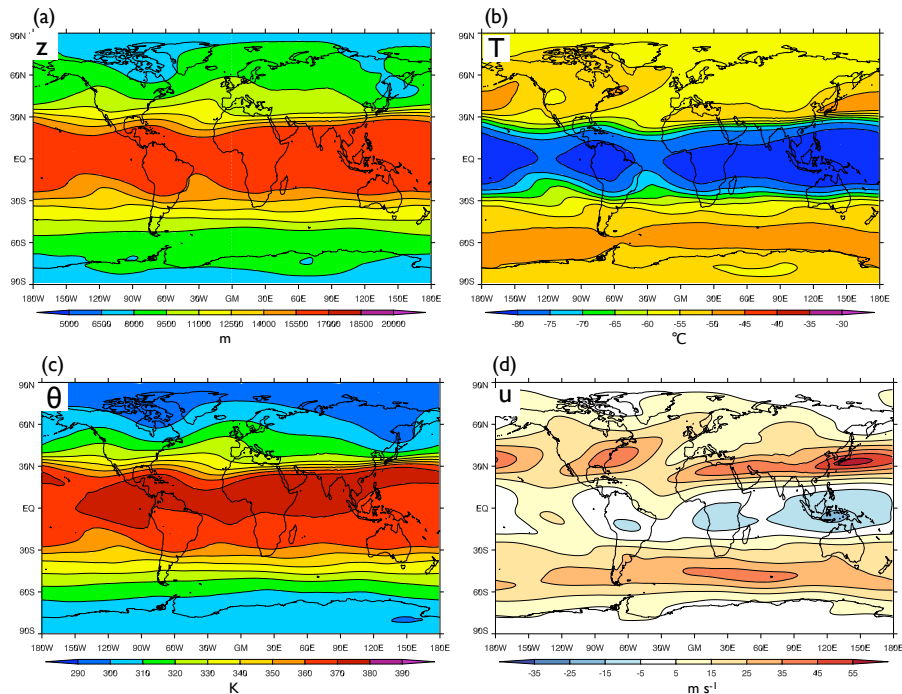 (a)
z
90N
60N
30N
EQ
30S
60S
90S
180W 150W 120W 90W 60W 30W GM 30E 60E 90E 120E 150E 180E
5000 6500 8000 9500 11000 12500 14000 15500 17000 18500 20000
m
(b)
T
90N
60N
30N
EQ
30S
60S
90S
180W 150W 120W 90W 60W 30W GM 30E 60E 90E 120E 150E 180E
-80 -75 -70 -65 -60 -55 -50 -45 -40 -35 -30
°C
(c)
θ
90N
60N
30N
EQ
30S
60S
90S
180W 150W 120W 90W 60W 30W GM 30E 60E 90E 120E 150E 180E
290 300 310 320 330 340 350 360 370 380 390
K
(d)
u
90N
60N
30N
EQ
30S
60S
90S
180W 150W 120W 90W 60W 30W GM 30E 60E 90E 120E 150E 180E
-35 -25 -15 -5 5 15 25 35 45 55
m s⁻¹